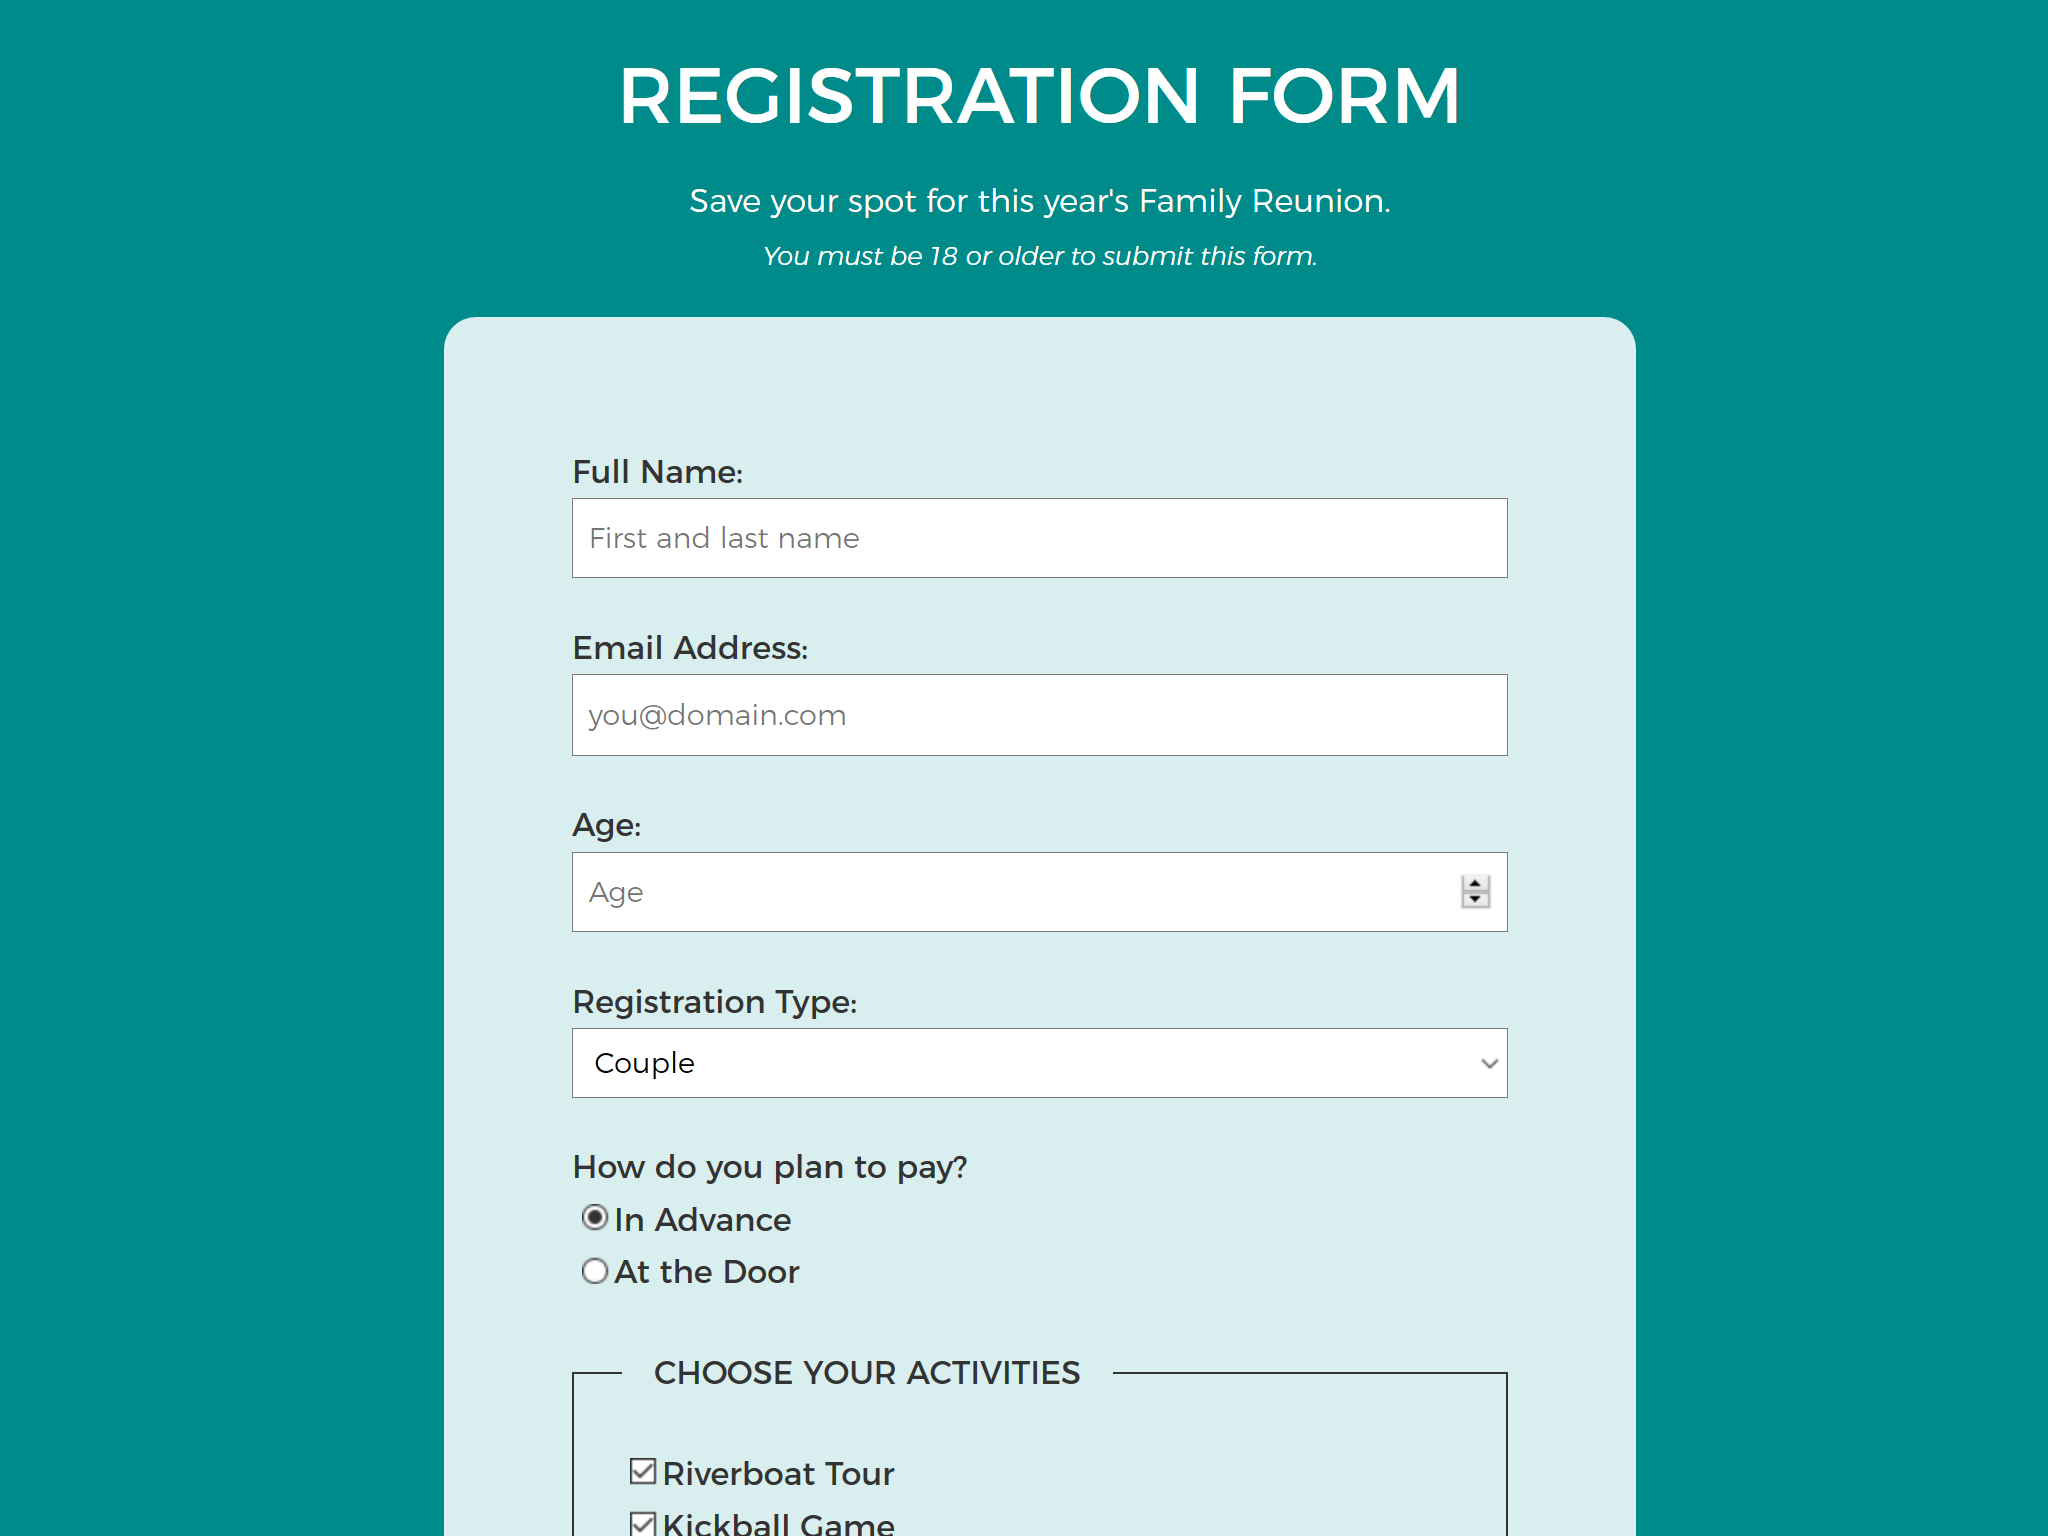 REGISTRATION FORM
Save your spot for this year's Family Reunion.
You must be 18 or older to submit this form.
Full Name:
First and last name
Email Address:
you@domain.com
Age:
Age
Registration Type:
Couple
How do you plan to pay?
In Advance
At the Door
CHOOSE YOUR ACTIVITIES
Riverboat Tour
Kickball Game